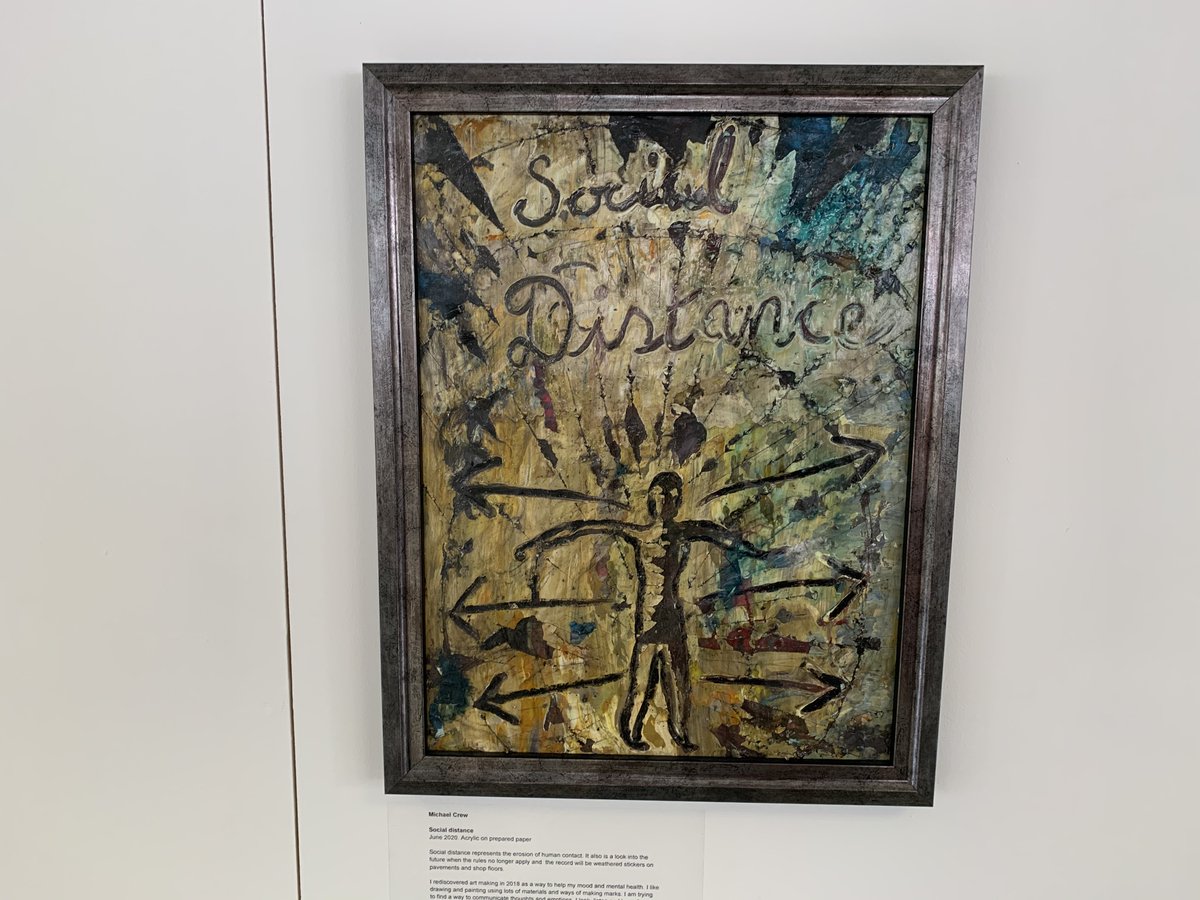 Social
Distance
Michael Crew
Social distance
June 2020. Acrylic on prepared paper
Social distance represents the erosion of human contact. It also is a look into the
future when the rules no longer apply and the record will be weathered stickers on
pavements and shop floors.
I rediscovered art making in 2018 as a way to help my mood and mental health. I like
drawing and painting using lots of materials and ways of making marks. I am trying
to find a way to communicate thoughts and emotions.